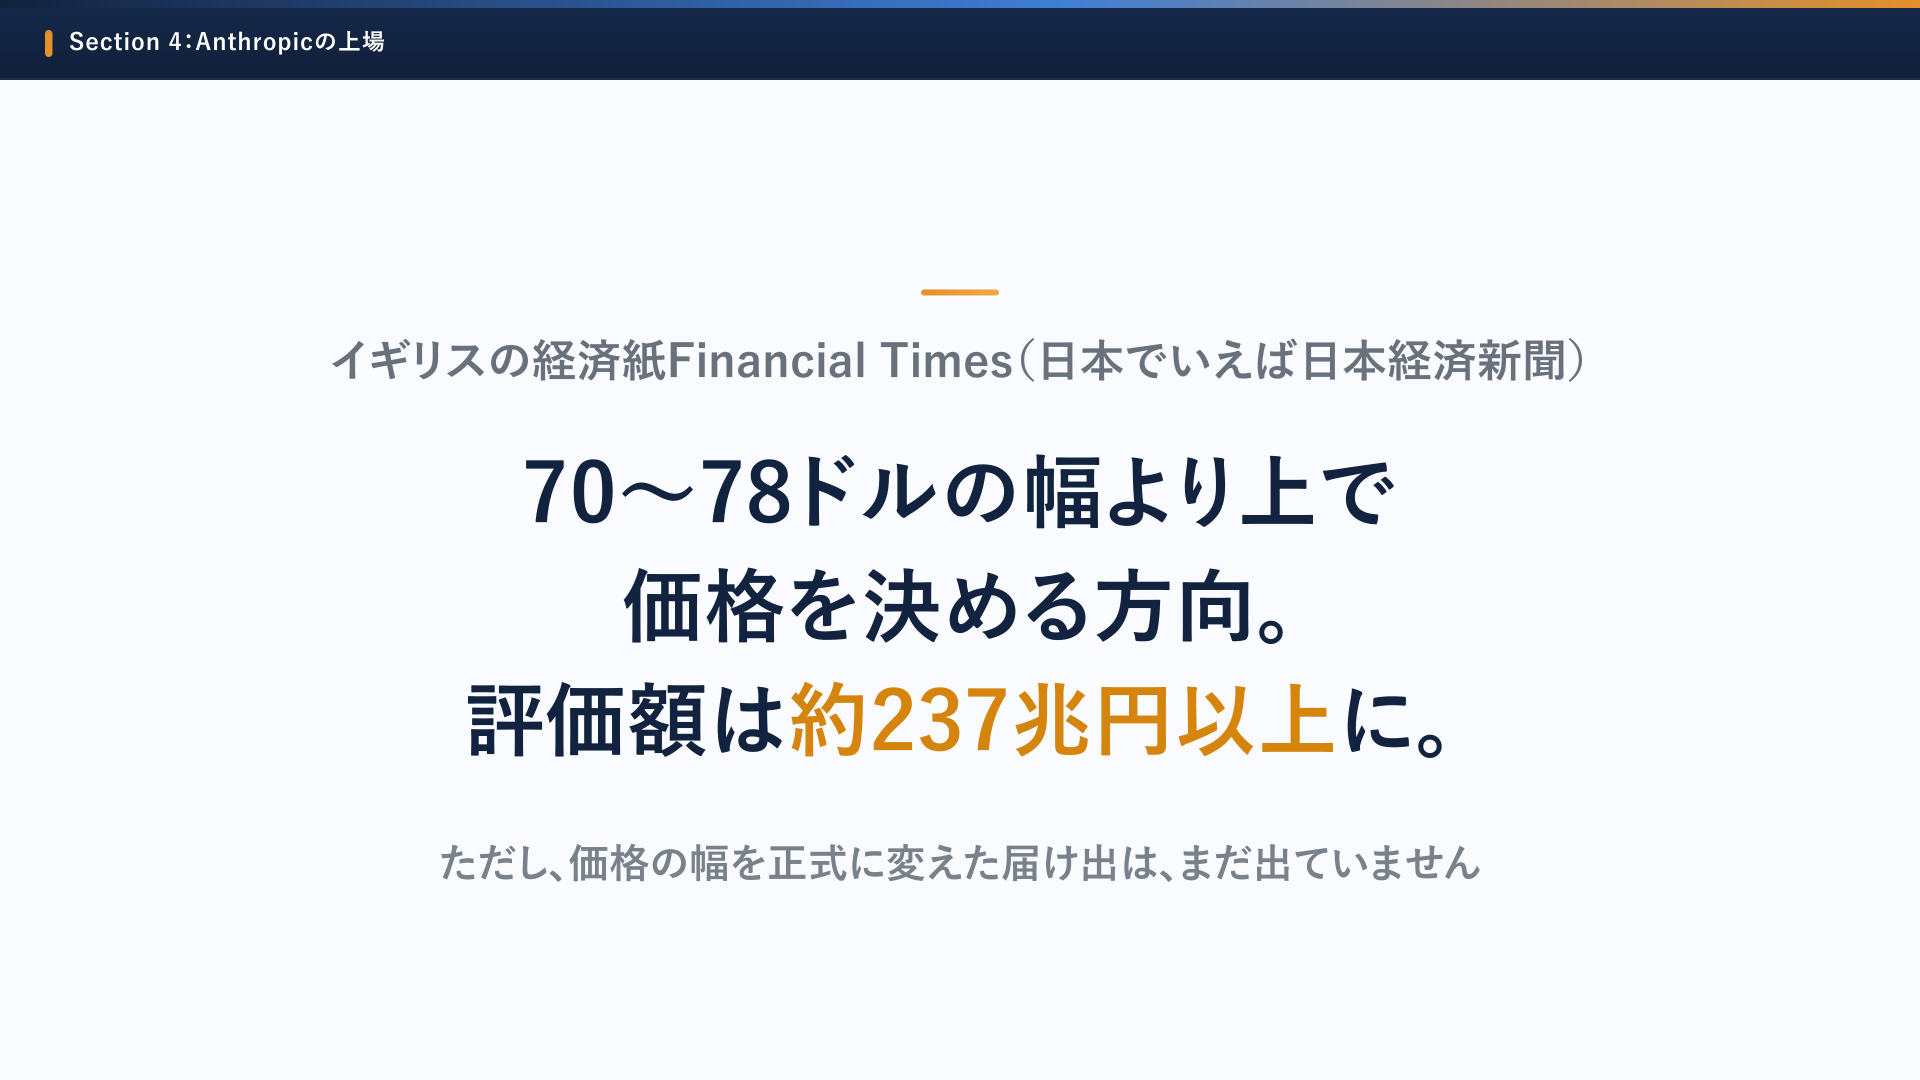 Section 4：Anthropicの上場
イギリスの経済紙Financial Times（日本でいえば日本経済新聞）
70〜78ドルの幅より上で
価格を決める方向。
評価額は約237兆円以上に。
ただし、価格の幅を正式に変えた届け出は、まだ出ていません